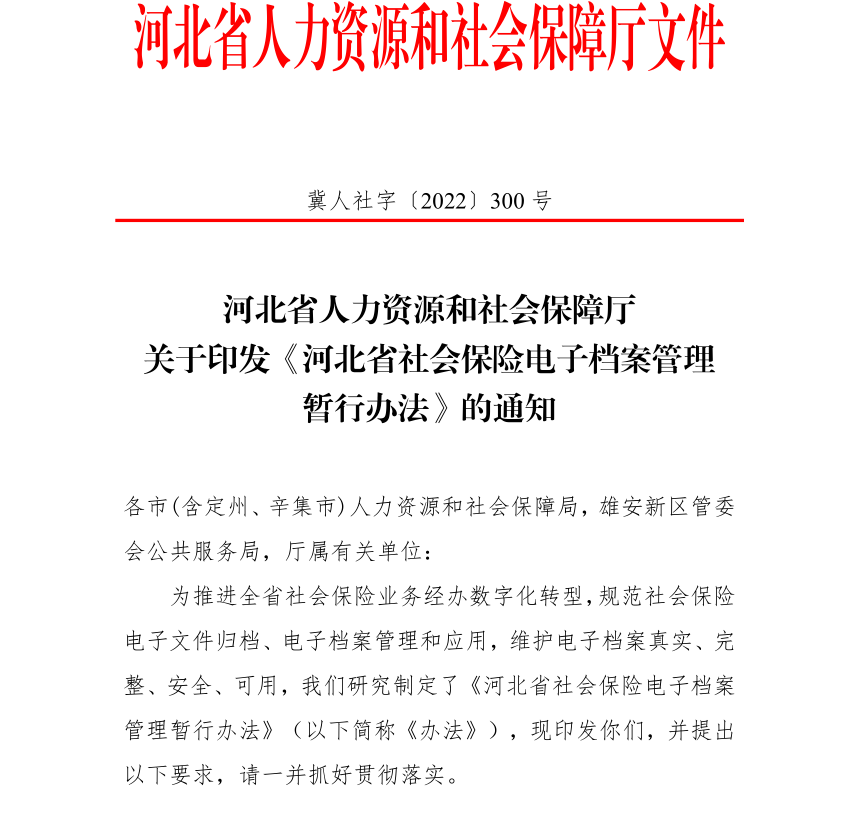 河北省人力资源和社会保障厅文件
冀人社字〔2022〕300 号
河北省人力资源和社会保障厅
关于印发《河北省社会保险电子档案管理
暂行办法》的通知
各市(含定州、辛集市)人力资源和社会保障局，雄安新区管委
会公共服务局，厅属有关单位：
为推进全省社会保险业务经办数字化转型，规范社会保险
电子文件归档、电子档案管理和应用，维护电子档案真实、完
整、安全、可用，我们研究制定了《河北省社会保险电子档案
管理暂行办法》（以下简称《办法》），现印发你们，并提出
以下要求，请一并抓好贯彻落实。